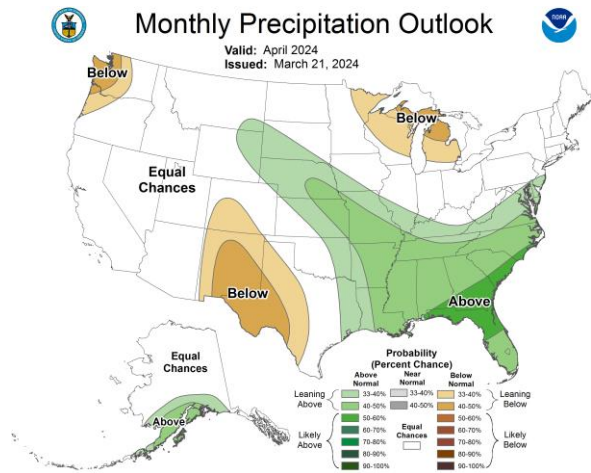 Monthly Precipitation Outlook
NOAA
Valid: April 2024
Issued: March 21, 2024
Below
Below
Equal
Chances
Below
Above
Equal
Chances
Above
Probability
(Percent Chance)
Above
Normal
Near
Normal
Below
Normal
Leaning
Above
33-40%
40-50%
33-40%
40-50%
33-40%
40-50%
Leaning
Below
Likely
Above
50-60%
60-70%
70-80%
80-90%
90-100%
Equal
Chances
50-60%
60-70%
70-80%
80-90%
90-100%
Likely
Below